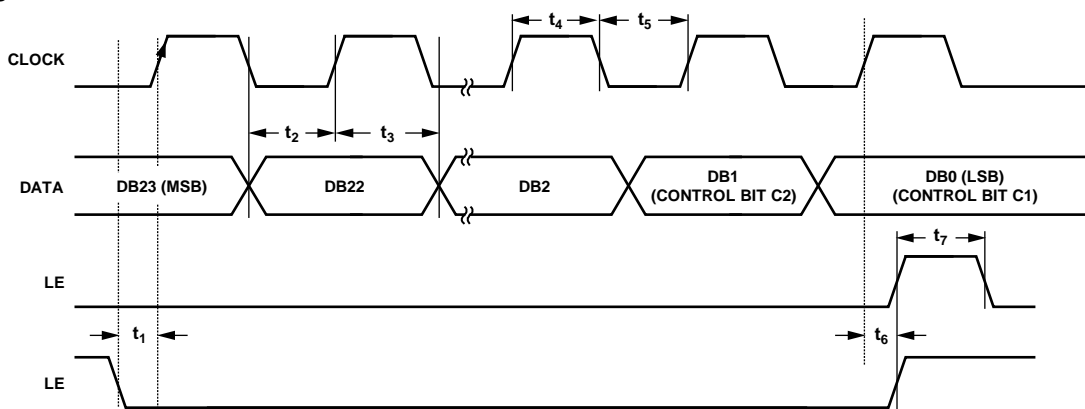 t4 t5
CLOCK
t2 t3
DATA
DB23 (MSB) DB22 DB2 DB1 (CONTROL BIT C2) DB0 (LSB) (CONTROL BIT C1)
t7
LE
t1 t6
LE